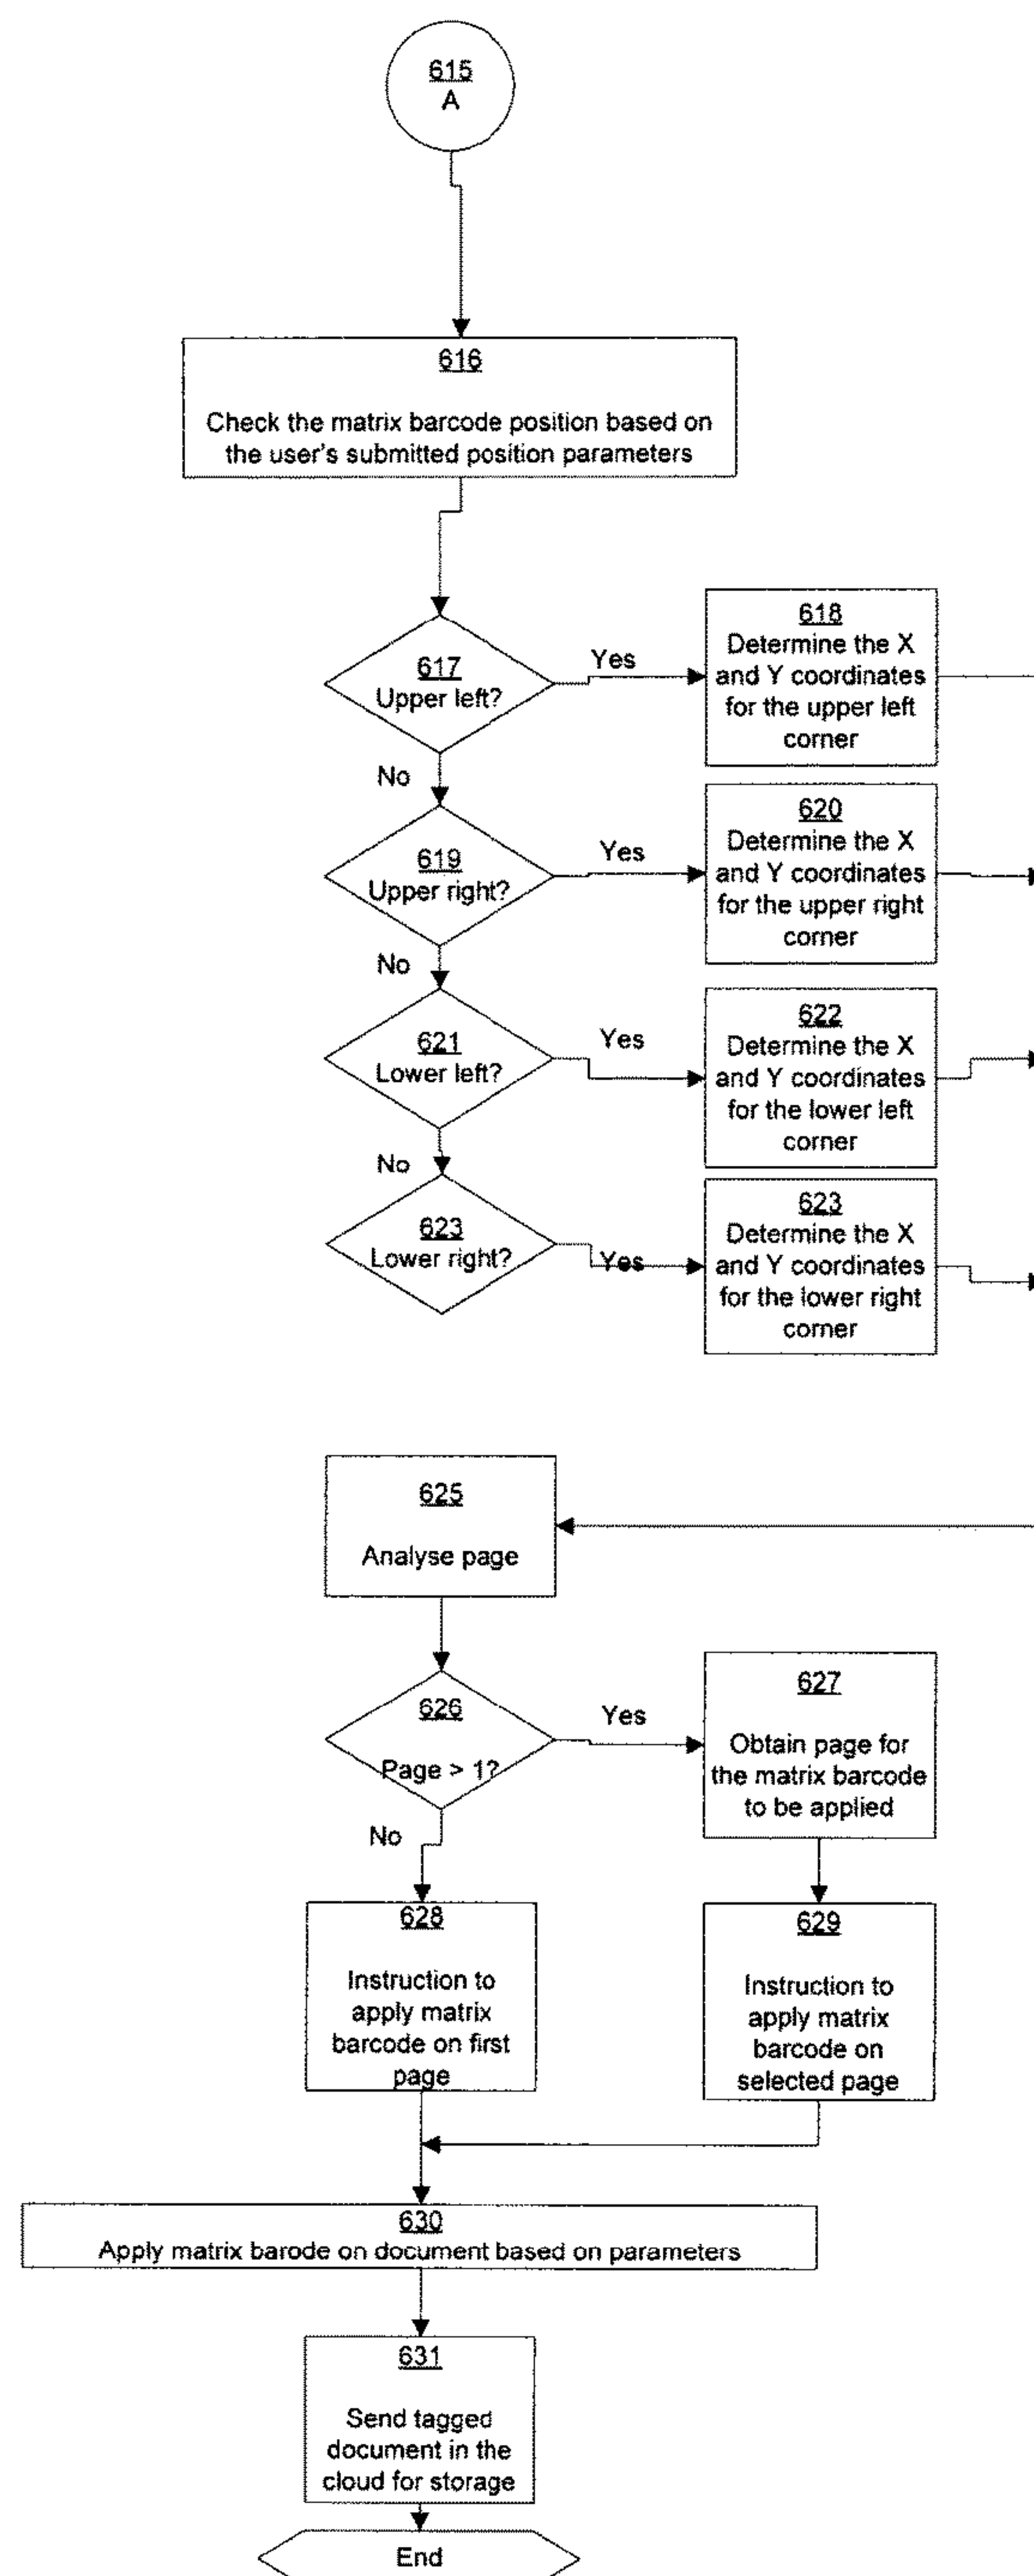 615
A
616
Check the matrix barcode position based on
the user's submitted position parameters
617
Upper left?
Yes
618
Determine the X
and Y coordinates
for the upper left
corner
No
619
Upper right?
Yes
620
Determine the X
and Y coordinates
for the upper right
corner
No
621
Lower left?
Yes
622
Determine the X
and Y coordinates
for the lower left
corner
No
623
Lower right?
Yes
623
Determine the X
and Y coordinates
for the lower right
corner
625
Analyse page
626
Page > 1?
Yes
627
Obtain page for
the matrix barcode
to be applied
No
628
Instruction to
apply matrix
barcode on first
page
629
Instruction to
apply matrix
barcode on
selected page
630
Apply matrix barode on document based on parameters
631
Send tagged
document in the
cloud for storage
End